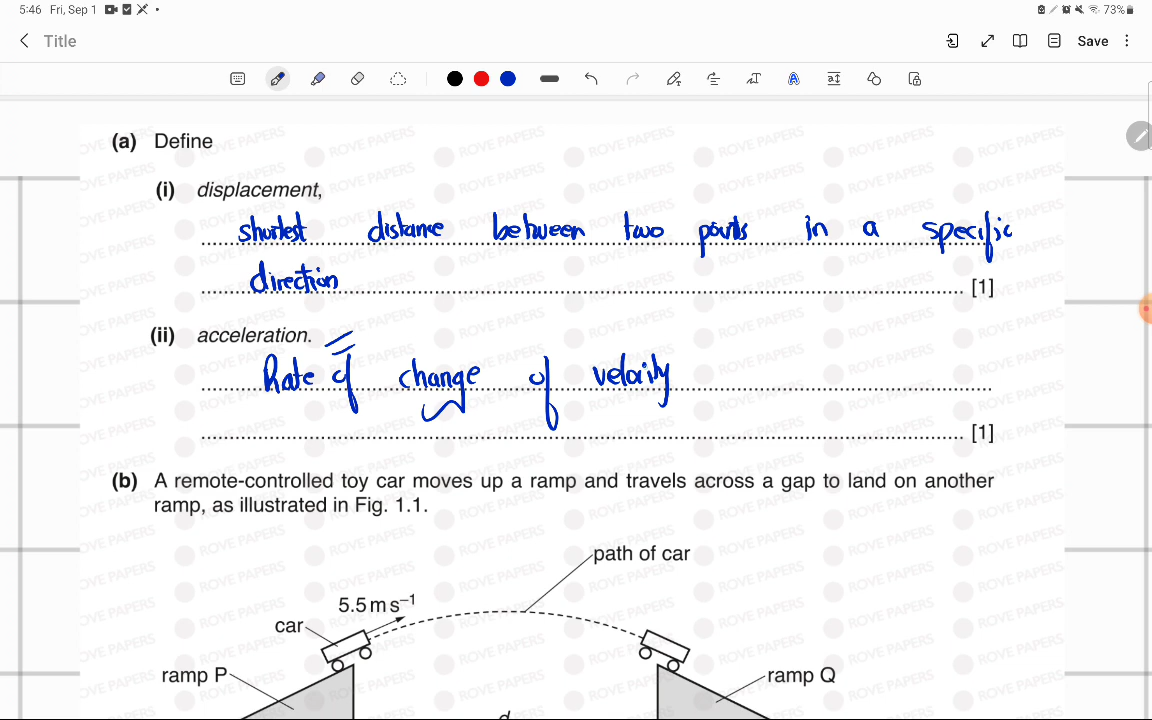 5:46 Fri, Sep 1
73%
Title
Save
(a) Define
(i) displacement,
shortest distance between two points in a specific
direction
[1]
(ii) acceleration.
Rate of change of velocity
[1]
(b) A remote-controlled toy car moves up a ramp and travels across a gap to land on another
ramp, as illustrated in Fig. 1.1.
path of car
5.5 m s⁻¹
car
ramp P
ramp Q
ROVE PAPERS